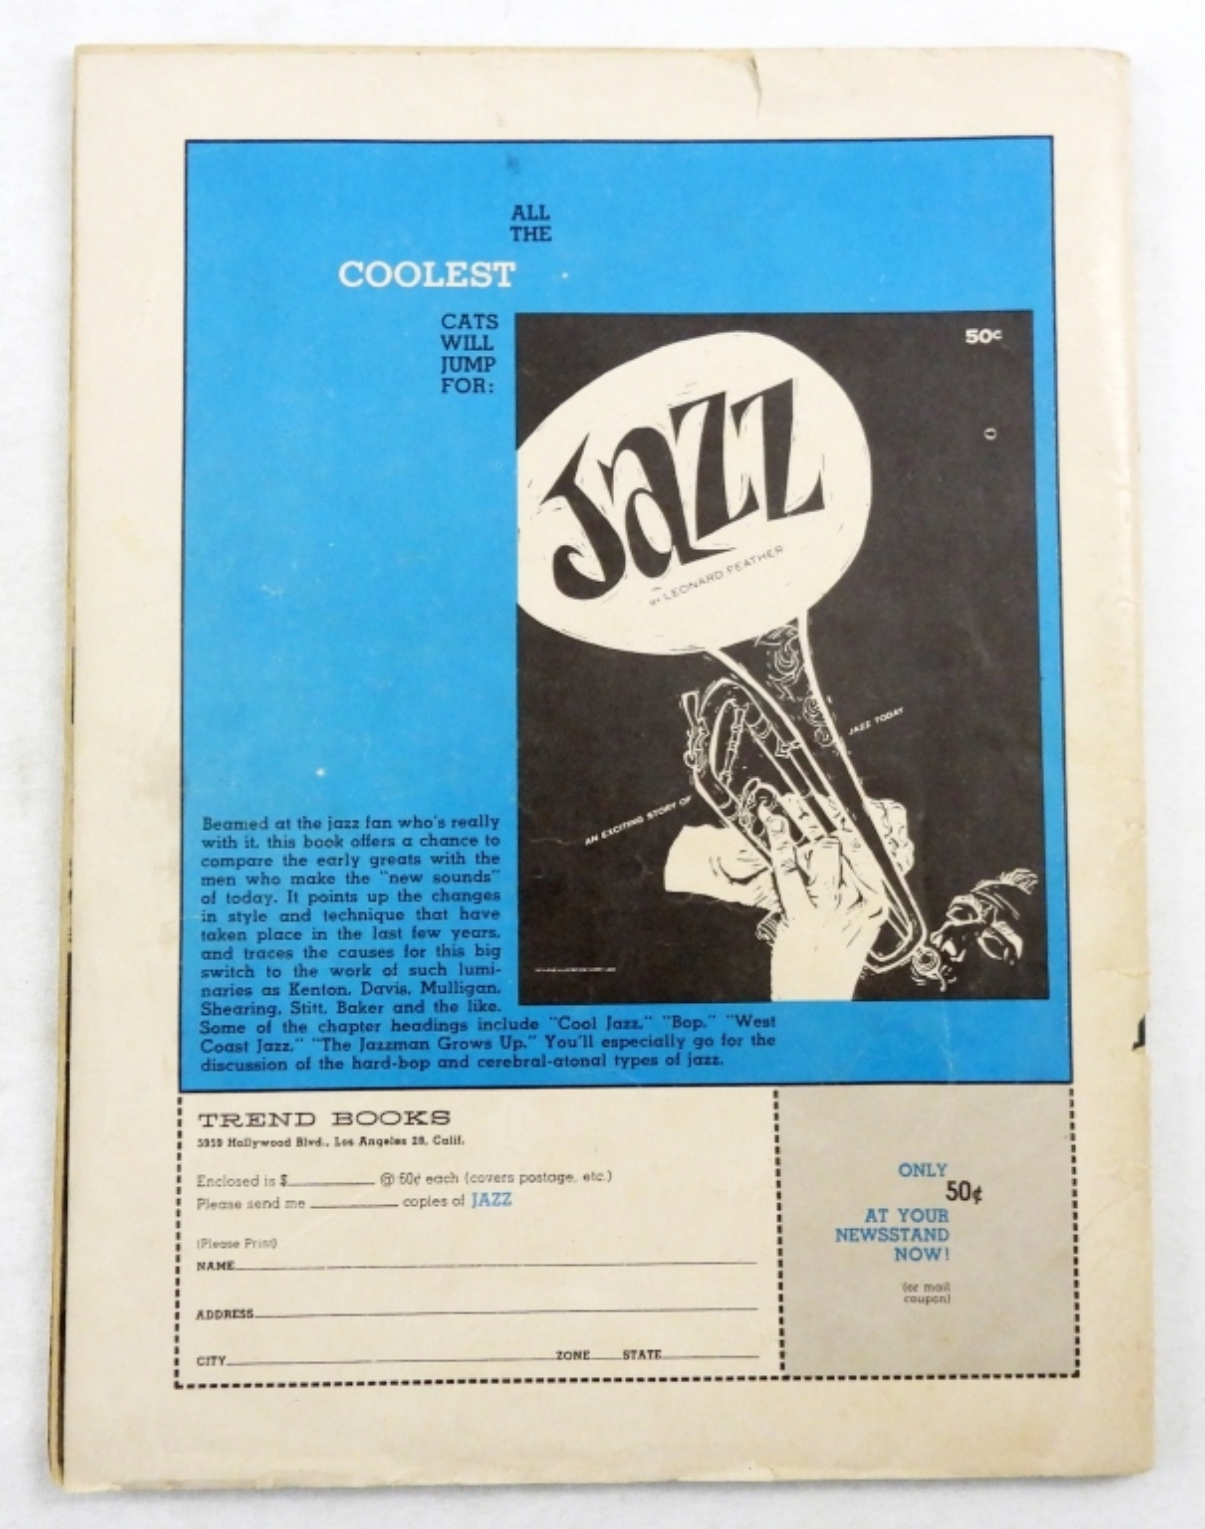 ALL
THE
COOLEST
CATS
WILL
JUMP
FOR:
50c
Jazz
BY LEONARD FEATHER
AN EXCITING STORY OF
JAZZ TODAY
Beamed at the jazz fan who's really
with it, this book offers a chance to
compare the early greats with the
men who make the "new sounds"
of today. It points up the changes
in style and technique that have
taken place in the last few years,
and traces the causes for this big
switch to the work of such lumi-
naries as Kenton, Davis, Mulligan,
Shearing, Stitt, Baker and the like.
Some of the chapter headings include "Cool Jazz," "Bop," "West
Coast Jazz," "The Jazzman Grows Up." You'll especially go for the
discussion of the hard-bop and cerebral-atonal types of jazz.
TREND BOOKS
5959 Hollywood Blvd., Los Angeles 28, Calif.
Enclosed is $ @ 50¢ each (covers postage, etc.)
Please send me copies of JAZZ
(Please Print)
NAME
ADDRESS
CITY ZONE STATE
ONLY
50¢
AT YOUR
NEWSSTAND
NOW!
(or mail
coupon)